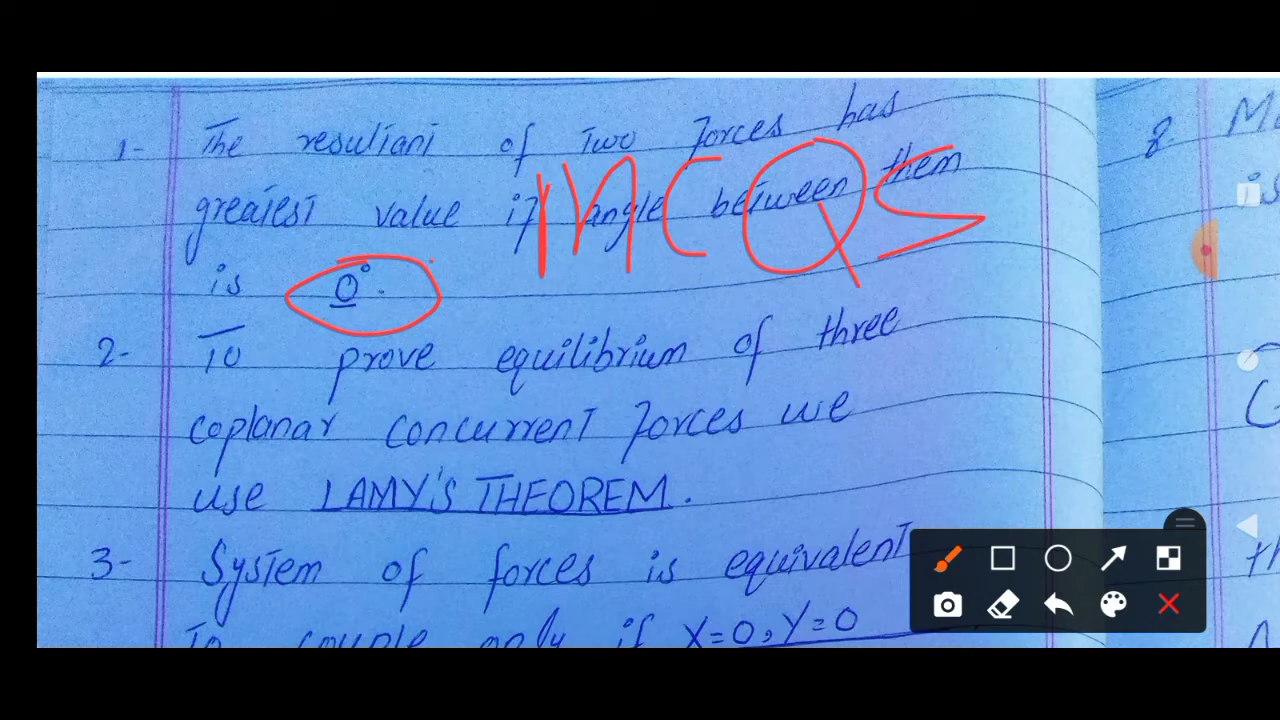 1- The resultant of Two forces has
greatest value if angle between them
is 0°.
MCQS
2- To prove equilibrium of three
coplanar concurrent forces we
use LAMY'S THEOREM.
3- System of forces is equivalent
To couple only if X=0, Y=0
8.
is
th